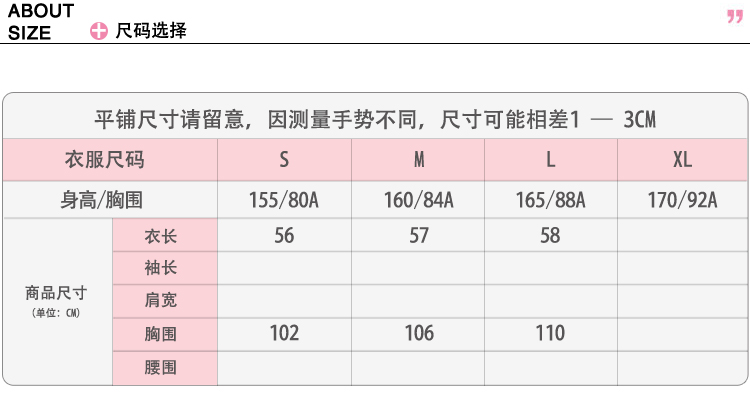 ABOUT
SIZE
尺码选择
平铺尺寸请留意，因测量手势不同，尺寸可能相差1 — 3CM
衣服尺码 S M L XL
身高/胸围 155/80A 160/84A 165/88A 170/92A
商品尺寸
(单位: CM)
衣长 56 57 58
袖长
肩宽
胸围 102 106 110
腰围